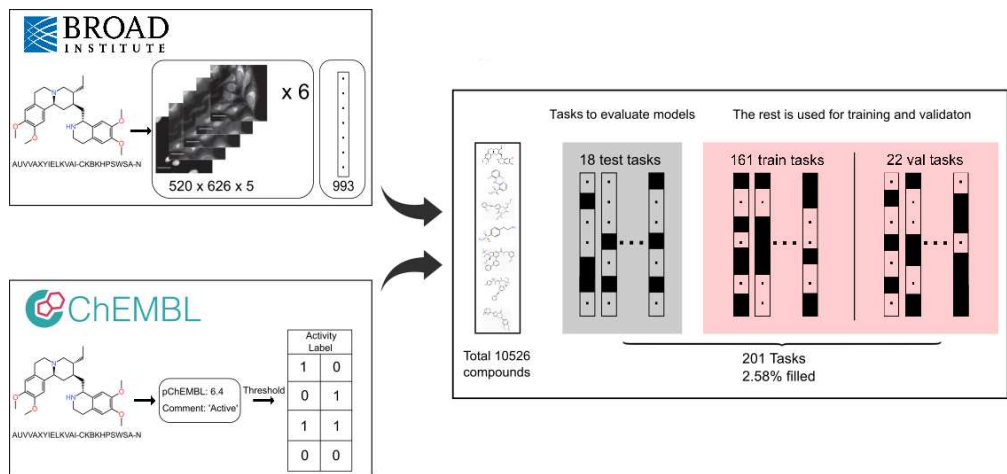 BROAD
INSTITUTE
x 6
AUVVAXYIELKVAI-CKBKHPSWSA-N
520 x 626 x 5
993
ChEMBL
Activity
Label
1 0
0 1
1 1
0 0
pChEMBL: 6.4
Comment: 'Active'
Threshold
AUVVAXYIELKVAI-CKBKHPSWSA-N
Tasks to evaluate models
The rest is used for training and validaton
18 test tasks
161 train tasks
22 val tasks
Total 10526
compounds
201 Tasks
2.58% filled